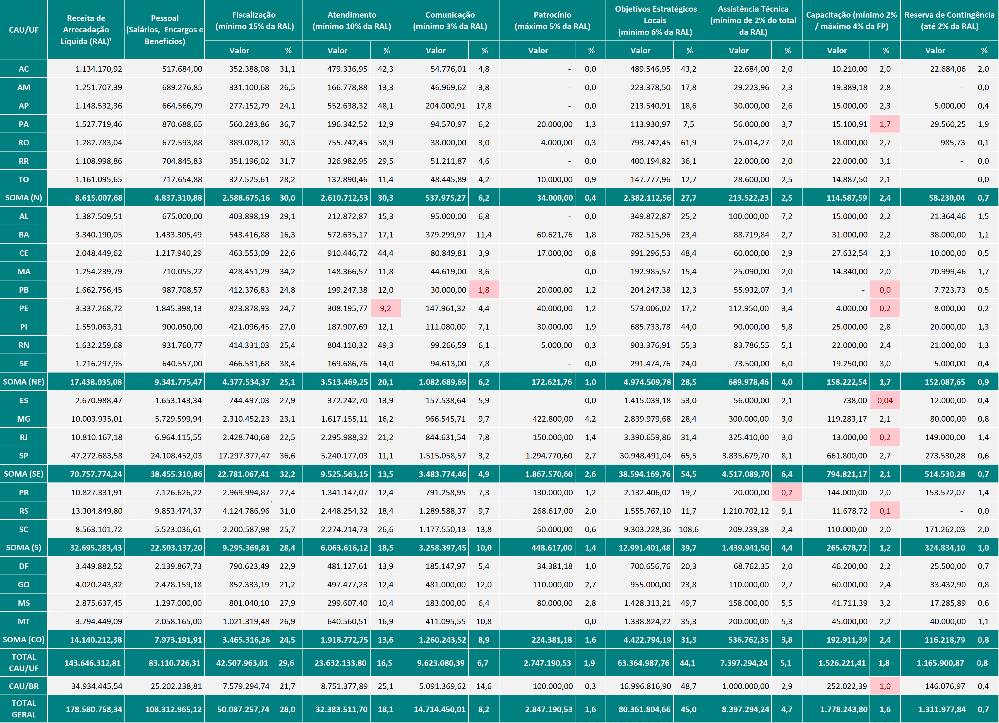 CAU/UF Receita de Arrecadação Líquida (RAL)¹ Pessoal (Salários, Encargos e Benefícios) Fiscalização (mínimo 15% da RAL) Atendimento (mínimo 10% da RAL) Comunicação (mínimo 3% da RAL) Patrocínio (máximo 5% da RAL) Objetivos Estratégicos Locais (mínimo 6% da RAL) Assistência Técnica (mínimo de 2% do total da RAL) Capacitação (mínimo 2% / máximo 4% da FP) Reserva de Contingência (até 2% da RAL)
Valor % Valor % Valor % Valor % Valor % Valor % Valor % Valor %
AC 1.134.170,92 517.684,00 352.388,08 31,1 479.336,95 42,3 54.776,01 4,8 - 0,0 489.546,95 43,2 22.684,00 2,0 10.210,00 2,0 22.684,06 2,0
AM 1.251.707,39 689.276,85 331.100,68 26,5 166.778,88 13,3 46.969,62 3,8 - 0,0 223.378,50 17,8 29.223,96 2,3 19.389,18 2,8 - 0,0
AP 1.148.532,36 664.566,79 277.152,79 24,1 552.638,32 48,1 204.000,91 17,8 - 0,0 213.540,91 18,6 30.000,00 2,6 15.000,00 2,3 5.000,00 0,4
PA 1.527.719,46 870.688,65 560.283,86 36,7 196.342,52 12,9 94.570,97 6,2 20.000,00 1,3 113.930,97 7,5 56.000,00 3,7 15.100,91 1,7 29.560,25 1,9
RO 1.282.783,04 672.593,88 389.028,12 30,3 755.742,45 58,9 38.000,00 3,0 4.000,00 0,3 793.742,45 61,9 25.014,27 2,0 18.000,00 2,7 985,73 0,1
RR 1.108.998,86 704.845,83 351.196,02 31,7 326.982,95 29,5 51.211,87 4,6 - 0,0 400.194,82 36,1 22.000,00 2,0 22.000,00 3,1 - 0,0
TO 1.161.095,65 717.654,88 327.525,61 28,2 132.890,46 11,4 48.445,89 4,2 10.000,00 0,9 147.777,96 12,7 28.600,00 2,5 14.887,50 2,1 - 0,0
SOMA (N) 8.615.007,68 4.837.310,88 2.588.675,16 30,0 2.610.712,53 30,3 537.975,27 6,2 34.000,00 0,4 2.382.112,56 27,7 213.522,23 2,5 114.587,59 2,4 58.230,04 0,7
AL 1.387.509,51 675.000,00 403.898,19 29,1 212.872,87 15,3 95.000,00 6,8 - 0,0 349.872,87 25,2 100.000,00 7,2 15.000,00 2,2 21.364,46 1,5
BA 3.340.190,05 1.433.305,49 543.416,88 16,3 572.635,17 17,1 379.299,97 11,4 60.621,76 1,8 782.515,96 23,4 88.719,84 2,7 31.000,00 2,2 38.000,00 1,1
CE 2.048.449,62 1.217.940,29 463.553,09 22,6 910.446,72 44,4 80.849,81 3,9 17.000,00 0,8 991.296,53 48,4 60.000,00 2,9 27.632,54 2,3 10.000,00 0,5
MA 1.254.239,79 710.055,22 428.451,29 34,2 148.366,57 11,8 44.619,00 3,6 - 0,0 192.985,57 15,4 25.090,00 2,0 14.340,00 2,0 20.999,46 1,7
PB 1.662.756,45 987.708,57 412.376,83 24,8 199.247,38 12,0 30.000,00 1,8 20.000,00 1,2 204.247,38 12,3 55.932,07 3,4 - 0,0 7.723,73 0,5
PE 3.337.268,72 1.845.398,13 823.878,93 24,7 308.195,77 9,2 147.961,32 4,4 40.000,00 1,2 573.006,02 17,2 112.950,00 3,4 4.000,00 0,2 8.000,00 0,2
PI 1.559.063,31 900.050,00 421.096,45 27,0 187.907,69 12,1 111.080,00 7,1 30.000,00 1,9 685.733,78 44,0 90.000,00 5,8 25.000,00 2,8 20.000,00 1,3
RN 1.632.259,68 931.760,77 414.331,03 25,4 804.110,32 49,3 99.266,59 6,1 5.000,00 0,3 903.376,91 55,3 83.786,55 5,1 22.000,00 2,4 21.000,00 1,3
SE 1.216.297,95 640.557,00 466.531,68 38,4 169.686,76 14,0 94.613,00 7,8 - 0,0 291.474,76 24,0 73.500,00 6,0 19.250,00 3,0 5.000,00 0,4
SOMA (NE) 17.438.035,08 9.341.775,47 4.377.534,37 25,1 3.513.469,25 20,1 1.082.689,69 6,2 172.621,76 1,0 4.974.509,78 28,5 689.978,46 4,0 158.222,54 1,7 152.087,65 0,9
ES 2.670.988,47 1.653.143,34 744.497,03 27,9 372.242,70 13,9 157.538,64 5,9 - 0,0 1.415.039,18 53,0 56.000,00 2,1 738,00 0,04 12.000,00 0,4
MG 10.003.935,01 5.729.599,94 2.310.452,23 23,1 1.617.155,11 16,2 966.545,71 9,7 422.800,00 4,2 2.839.979,68 28,4 300.000,00 3,0 119.283,17 2,1 80.000,00 0,8
RJ 10.810.167,18 6.964.115,55 2.428.740,68 22,5 2.295.988,32 21,2 844.631,54 7,8 150.000,00 1,4 3.390.659,86 31,4 325.410,00 3,0 13.000,00 0,2 149.000,00 1,4
SP 47.272.683,58 24.108.452,03 17.297.377,47 36,6 5.240.177,03 11,1 1.515.058,57 3,2 1.294.770,60 2,7 30.948.491,04 65,5 3.835.679,70 8,1 661.800,00 2,7 273.530,28 0,6
SOMA (SE) 70.757.774,24 38.455.310,86 22.781.067,41 32,2 9.525.563,15 13,5 3.483.774,46 4,9 1.867.570,60 2,6 38.594.169,76 54,5 4.517.089,70 6,4 794.821,17 2,1 514.530,28 0,7
PR 10.827.331,91 7.126.626,22 2.969.994,87 27,4 1.341.147,07 12,4 791.258,95 7,3 130.000,00 1,2 2.132.406,02 19,7 20.000,00 0,2 144.000,00 2,0 153.572,07 1,4
RS 13.304.849,80 9.853.474,37 4.124.786,96 31,0 2.448.254,32 18,4 1.289.588,37 9,7 268.617,00 2,0 1.555.767,10 11,7 1.210.702,12 9,1 11.678,72 0,1 - 0,0
SC 8.563.101,72 5.523.036,61 2.200.587,98 25,7 2.274.214,73 26,6 1.177.550,13 13,8 50.000,00 0,6 9.303.228,36 108,6 209.239,38 2,4 110.000,00 2,0 171.262,03 2,0
SOMA (S) 32.695.283,43 22.503.137,20 9.295.369,81 28,4 6.063.616,12 18,5 3.258.397,45 10,0 448.617,00 1,4 12.991.401,48 39,7 1.439.941,50 4,4 265.678,72 1,2 324.834,10 1,0
DF 3.449.882,52 2.139.867,73 790.623,49 22,9 481.127,61 13,9 185.147,97 5,4 34.381,18 1,0 700.656,76 20,3 68.762,35 2,0 46.200,00 2,2 25.500,00 0,7
GO 4.020.243,32 2.478.159,18 852.333,19 21,2 497.477,23 12,4 481.000,00 12,0 110.000,00 2,7 955.000,00 23,8 110.000,00 2,7 60.000,00 2,4 33.432,90 0,8
MS 2.875.637,45 1.297.000,00 801.040,10 27,9 299.607,40 10,4 183.000,00 6,4 80.000,00 2,8 1.428.313,21 49,7 158.000,00 5,5 41.711,39 3,2 17.285,89 0,6
MT 3.794.449,09 2.058.165,00 1.021.319,48 26,9 640.560,51 16,9 411.095,55 10,8 - 0,0 1.338.824,22 35,3 200.000,00 5,3 45.000,00 2,2 40.000,00 1,1
SOMA (CO) 14.140.212,38 7.973.191,91 3.465.316,26 24,5 1.918.772,75 13,6 1.260.243,52 8,9 224.381,18 1,6 4.422.794,19 31,3 536.762,35 3,8 192.911,39 2,4 116.218,79 0,8
TOTAL CAU/UF 143.646.312,81 83.110.726,31 42.507.963,01 29,6 23.632.133,80 16,5 9.623.080,39 6,7 2.747.190,53 1,9 63.364.987,76 44,1 7.397.294,24 5,1 1.526.221,41 1,8 1.165.900,87 0,8
CAU/BR 34.934.445,54 25.202.238,81 7.579.294,74 21,7 8.751.377,89 25,1 5.091.369,62 14,6 100.000,00 0,3 16.996.816,90 48,7 1.000.000,00 2,9 252.022,39 1,0 146.076,97 0,4
TOTAL GERAL 178.580.758,34 108.312.965,12 50.087.257,74 28,0 32.383.511,70 18,1 14.714.450,01 8,2 2.847.190,53 1,6 80.361.804,66 45,0 8.397.294,24 4,7 1.778.243,80 1,6 1.311.977,84 0,7